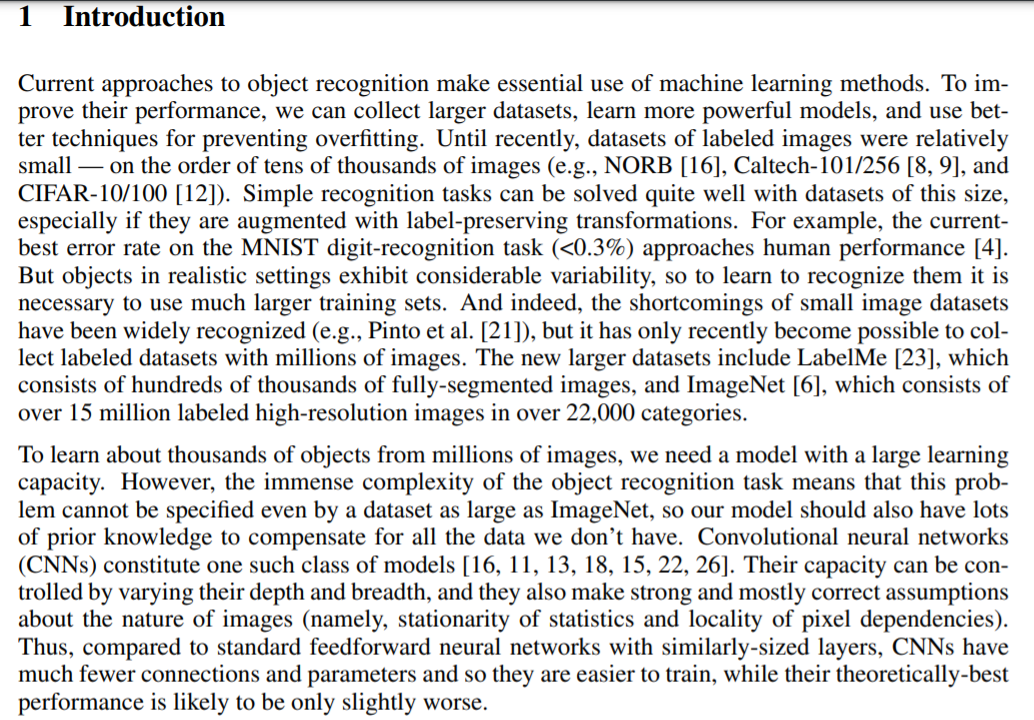 1 Introduction
Current approaches to object recognition make essential use of machine learning methods. To im-
prove their performance, we can collect larger datasets, learn more powerful models, and use bet-
ter techniques for preventing overfitting. Until recently, datasets of labeled images were relatively
small — on the order of tens of thousands of images (e.g., NORB [16], Caltech-101/256 [8, 9], and
CIFAR-10/100 [12]). Simple recognition tasks can be solved quite well with datasets of this size,
especially if they are augmented with label-preserving transformations. For example, the current-
best error rate on the MNIST digit-recognition task (<0.3%) approaches human performance [4].
But objects in realistic settings exhibit considerable variability, so to learn to recognize them it is
necessary to use much larger training sets. And indeed, the shortcomings of small image datasets
have been widely recognized (e.g., Pinto et al. [21]), but it has only recently become possible to col-
lect labeled datasets with millions of images. The new larger datasets include LabelMe [23], which
consists of hundreds of thousands of fully-segmented images, and ImageNet [6], which consists of
over 15 million labeled high-resolution images in over 22,000 categories.
To learn about thousands of objects from millions of images, we need a model with a large learning
capacity. However, the immense complexity of the object recognition task means that this prob-
lem cannot be specified even by a dataset as large as ImageNet, so our model should also have lots
of prior knowledge to compensate for all the data we don't have. Convolutional neural networks
(CNNs) constitute one such class of models [16, 11, 13, 18, 15, 22, 26]. Their capacity can be con-
trolled by varying their depth and breadth, and they also make strong and mostly correct assumptions
about the nature of images (namely, stationarity of statistics and locality of pixel dependencies).
Thus, compared to standard feedforward neural networks with similarly-sized layers, CNNs have
much fewer connections and parameters and so they are easier to train, while their theoretically-best
performance is likely to be only slightly worse.